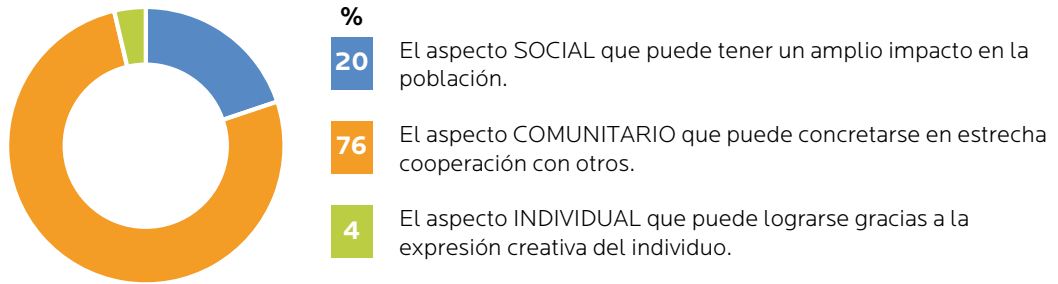 %
20
El aspecto SOCIAL que puede tener un amplio impacto en la
población.
76
El aspecto COMUNITARIO que puede concretarse en estrecha
cooperación con otros.
4
El aspecto INDIVIDUAL que puede lograrse gracias a la
expresión creativa del individuo.